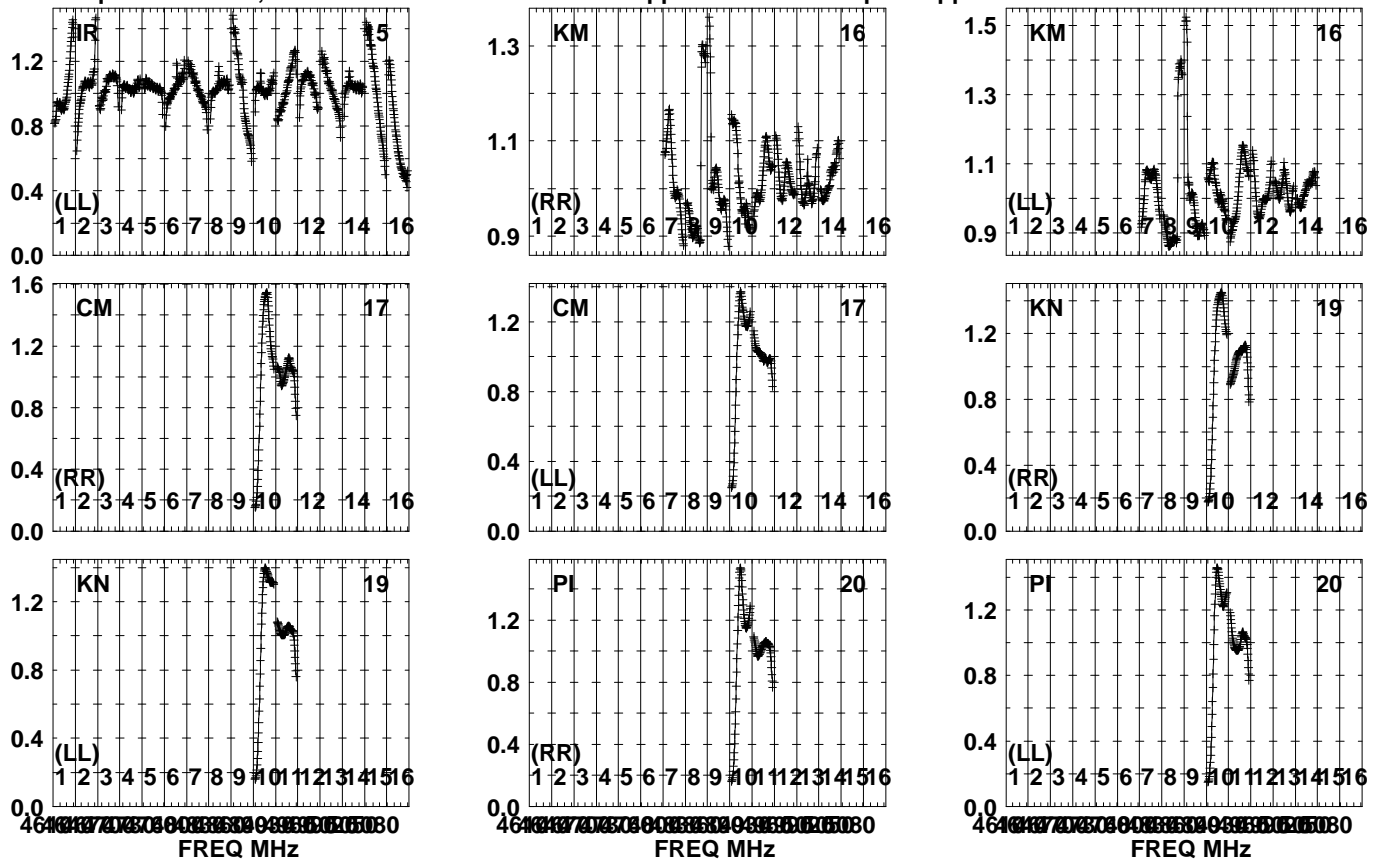 IR 15
1.2
0.8
0.4
0.0
(LL)
1 2 3 4 5 6 7 8 9 10 12 14 16
KM 16
1.3
1.1
0.9
(RR)
1 2 3 4 5 6 7 8 9 10 12 14 16
KM 16
1.5
1.3
1.1
0.9
(LL)
1 2 3 4 5 6 7 8 9 10 12 14 16
CM 17
1.6
1.2
0.8
0.4
0.0
(RR)
1 2 3 4 5 6 7 8 9 10 12 14 16
CM 17
1.2
0.8
0.4
0.0
(LL)
1 2 3 4 5 6 7 8 9 10 12 14 16
KN 19
1.2
0.8
0.4
0.0
(RR)
1 2 3 4 5 6 7 8 9 10 12 14 16
KN 19
1.2
0.8
0.4
0.0
(LL)
1 2 3 4 5 6 7 8 9 10 11 12 13 14 15 16
FREQ MHz
PI 20
1.2
0.8
0.4
0.0
(RR)
1 2 3 4 5 6 7 8 9 10 11 12 13 14 15 16
FREQ MHz
PI 20
1.2
0.8
0.4
0.0
(LL)
1 2 3 4 5 6 7 8 9 10 11 12 13 14 15 16
FREQ MHz